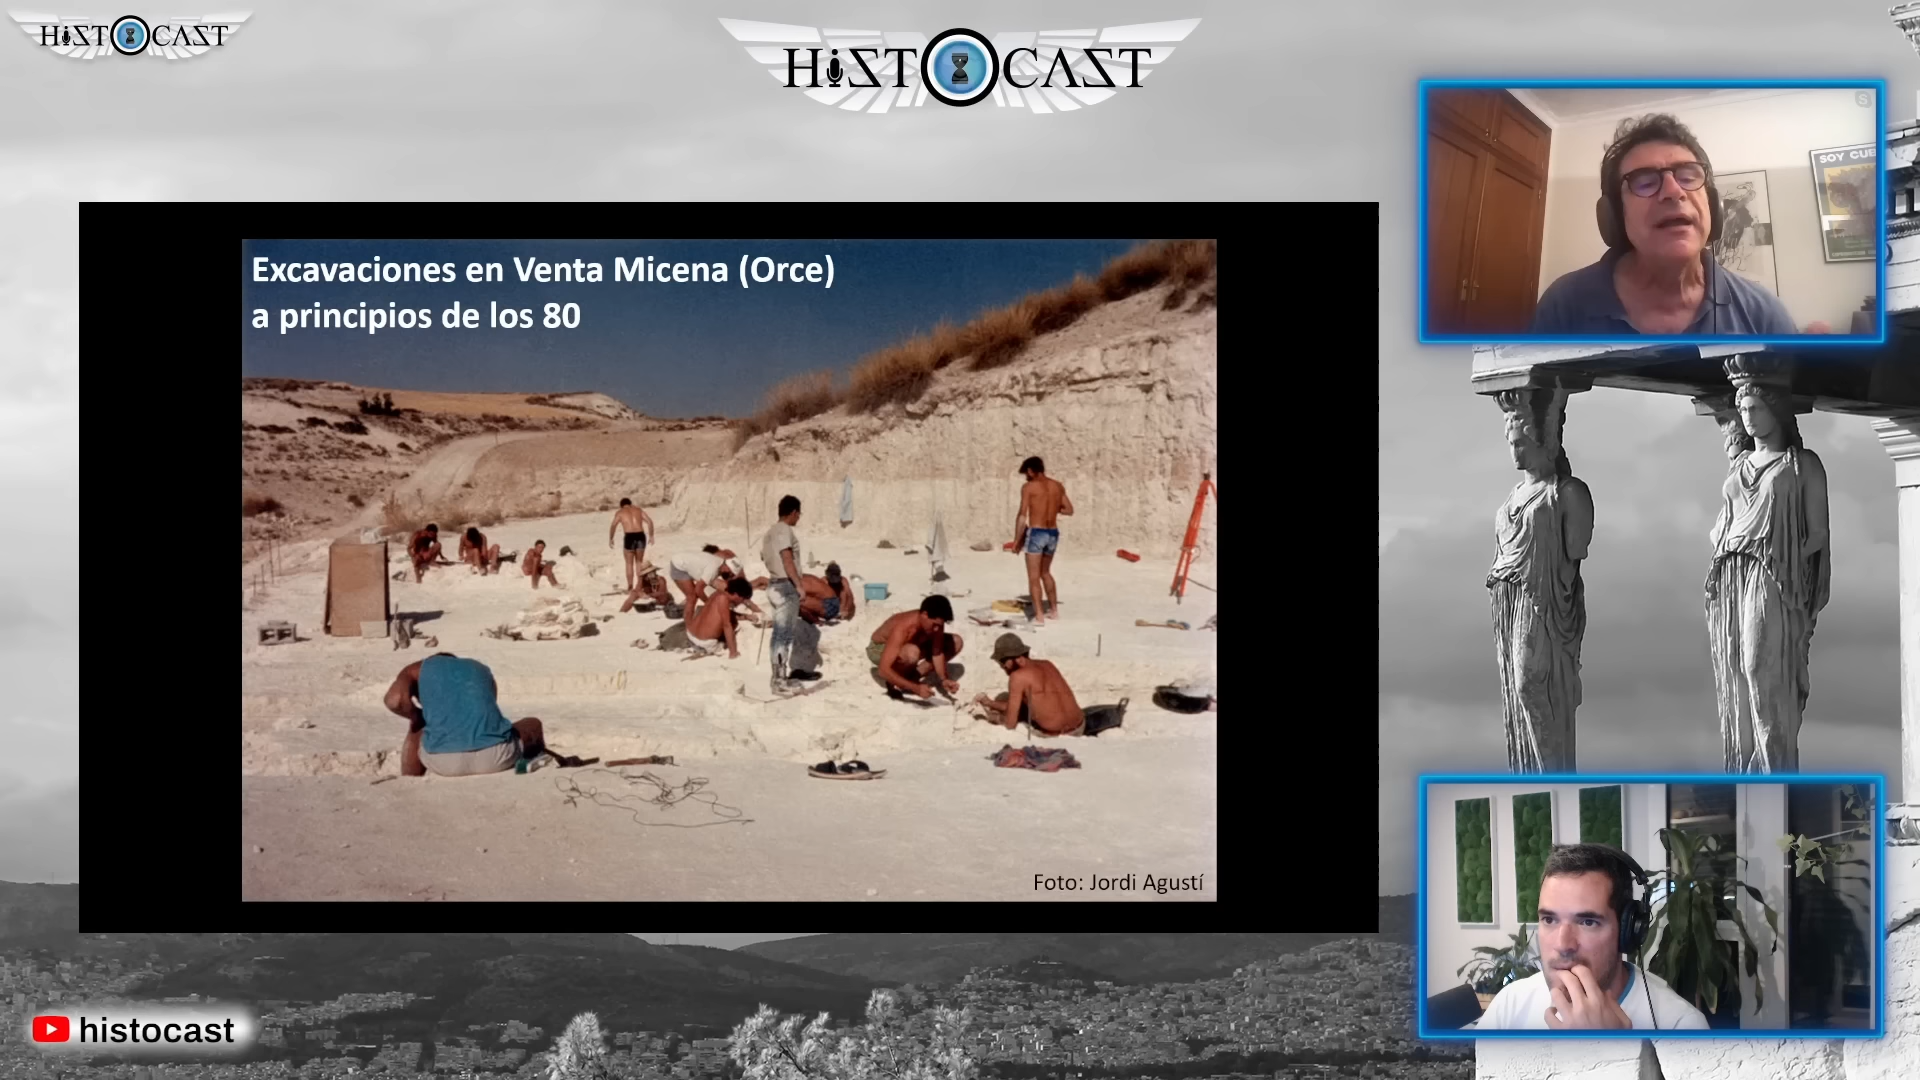 HiSTOCAST
HiSTOCAST
SOY CUB
Excavaciones en Venta Micena (Orce)
a principios de los 80
Foto: Jordi Agustí
histocast